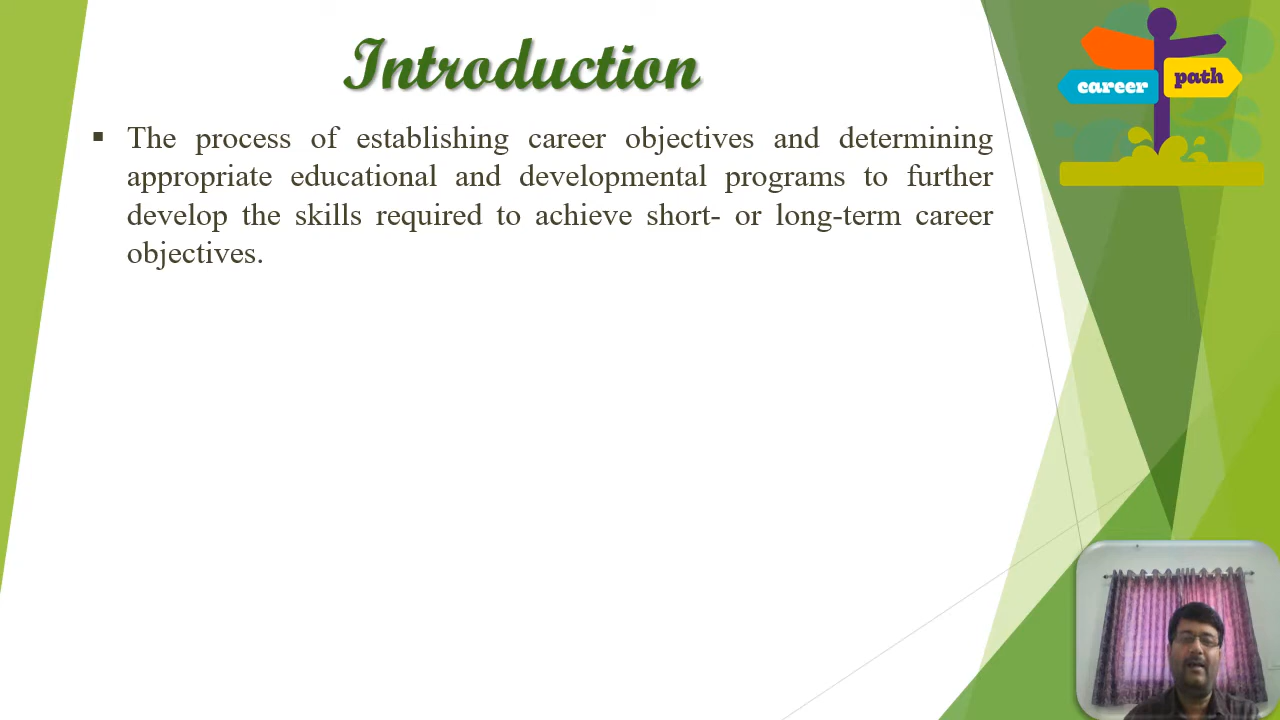 Introduction
career path
▪ The process of establishing career objectives and determining
appropriate educational and developmental programs to further
develop the skills required to achieve short- or long-term career
objectives.